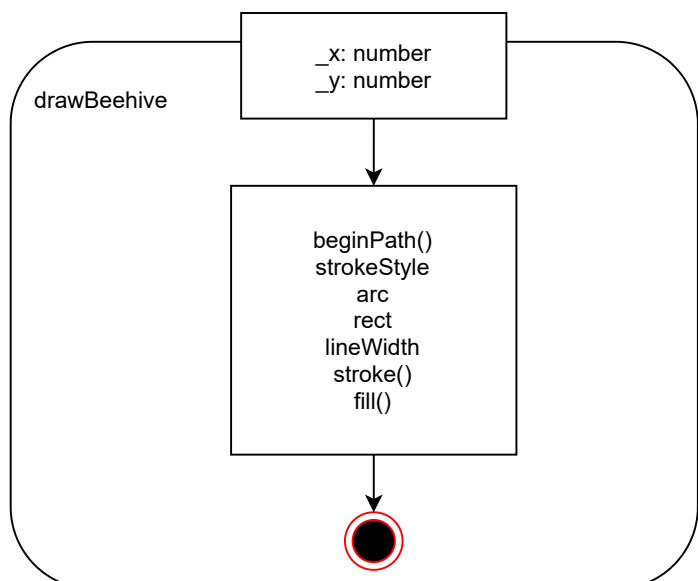 _x: number
_y: number
drawBeehive
beginPath()
strokeStyle
arc
rect
lineWidth
stroke()
fill()